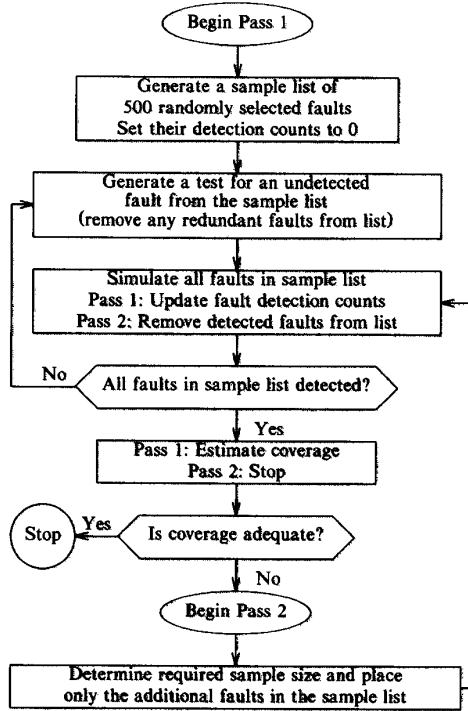 Begin Pass 1
Generate a sample list of
500 randomly selected faults
Set their detection counts to 0
Generate a test for an undetected
fault from the sample list
(remove any redundant faults from list)
Simulate all faults in sample list
Pass 1: Update fault detection counts
Pass 2: Remove detected faults from list
No
All faults in sample list detected?
Yes
Pass 1: Estimate coverage
Pass 2: Stop
Stop
Yes
Is coverage adequate?
No
Begin Pass 2
Determine required sample size and place
only the additional faults in the sample list